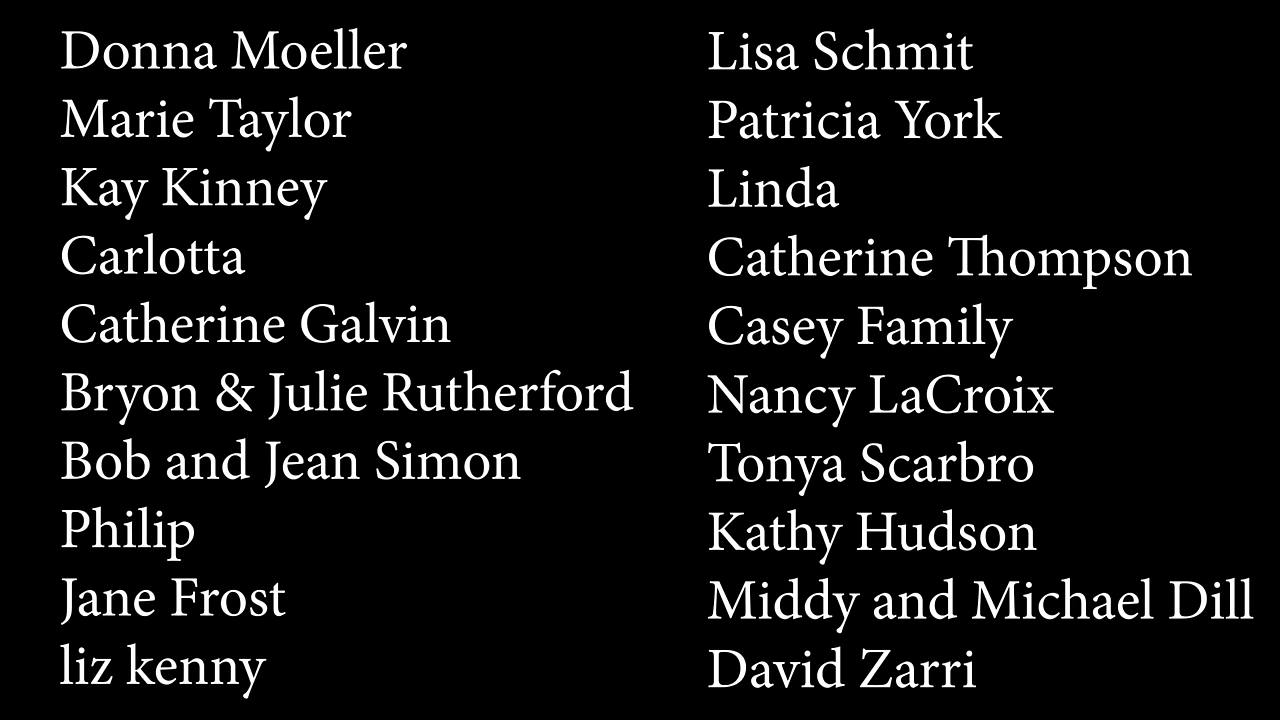 Donna Moeller
Marie Taylor
Kay Kinney
Carlotta
Catherine Galvin
Bryon & Julie Rutherford
Bob and Jean Simon
Philip
Jane Frost
liz kenny
Lisa Schmit
Patricia York
Linda
Catherine Thompson
Casey Family
Nancy LaCroix
Tonya Scarbro
Kathy Hudson
Middy and Michael Dill
David Zarri